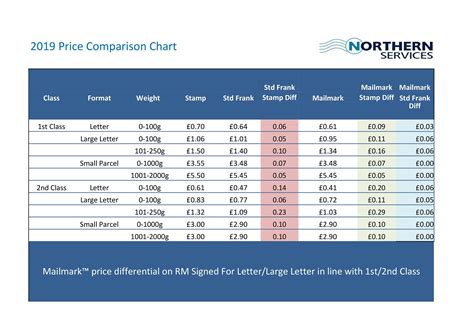 2019 Price Comparison Chart
NORTHERN
SERVICES
Class Format Weight Stamp Std Frank Std Frank Stamp Diff Mailmark Mailmark Stamp Diff Mailmark Std Frank Diff
1st Class Letter 0-100g £0.70 £0.64 0.06 £0.61 £0.09 £0.03
Large Letter 0-100g £1.06 £1.01 0.05 £0.95 £0.11 £0.06
101-250g £1.50 £1.40 0.10 £1.34 £0.16 £0.06
Small Parcel 0-1000g £3.55 £3.48 0.07 £3.48 £0.07 £0.00
1001-2000g £5.50 £5.45 0.05 £5.45 £0.05 £0.00
2nd Class Letter 0-100g £0.61 £0.47 0.14 £0.41 £0.20 £0.06
Large Letter 0-100g £0.83 £0.77 0.06 £0.72 £0.11 £0.05
101-250g £1.32 £1.09 0.23 £1.03 £0.29 £0.06
Small Parcel 0-1000g £3.00 £2.90 0.10 £2.90 £0.10 £0.00
1001-2000g £3.00 £2.90 0.10 £2.90 £0.10 £0.00
Mailmark™ price differential on RM Signed For Letter/Large Letter in line with 1st/2nd Class